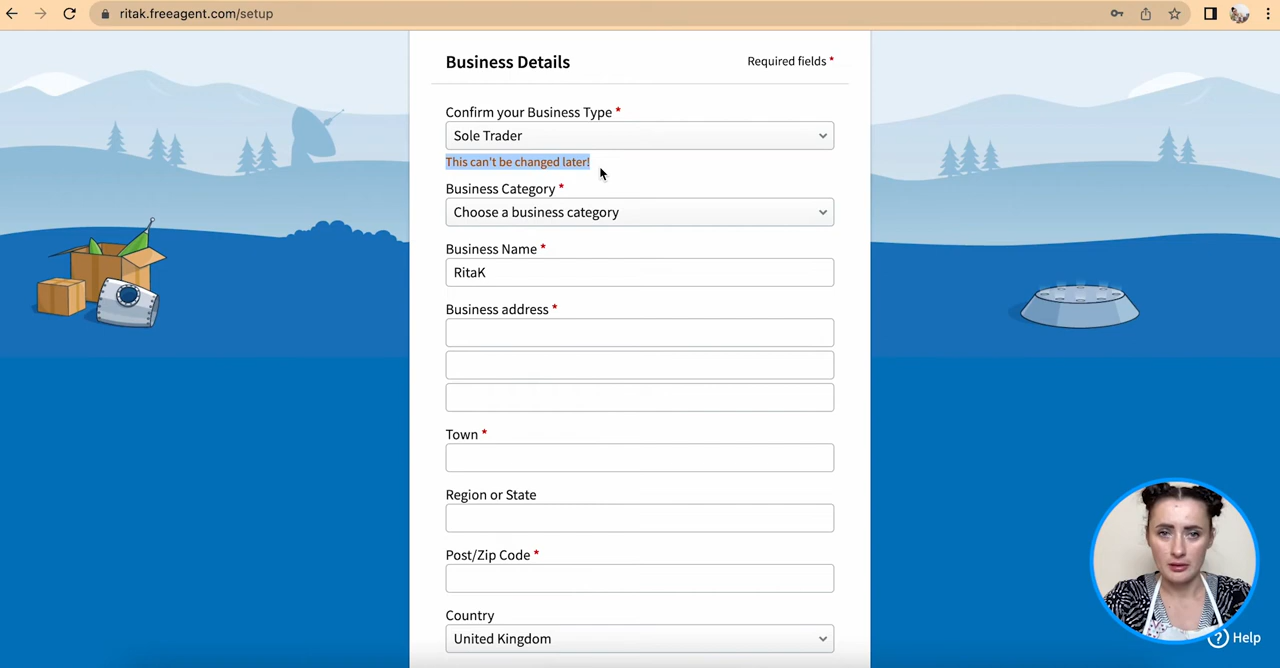 ritak.freeagent.com/setup
Business Details
Required fields *
Confirm your Business Type *
Sole Trader
This can't be changed later!
Business Category *
Choose a business category
Business Name *
RitaK
Business address *
Town *
Region or State
Post/Zip Code *
Country
United Kingdom
? Help